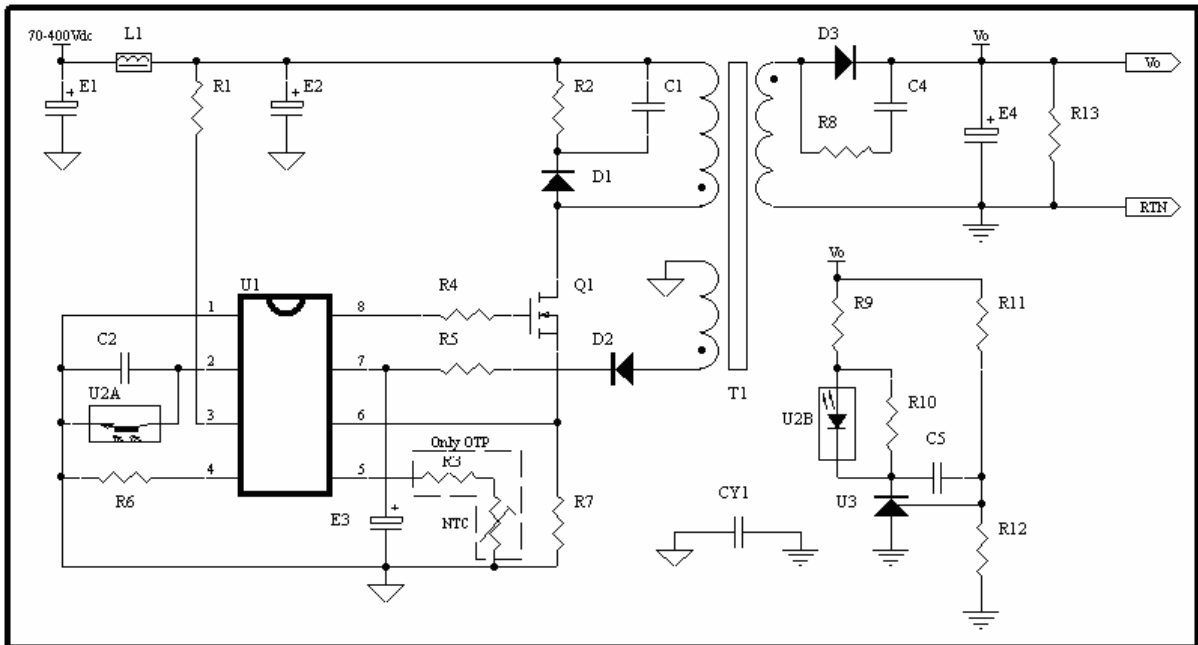 70-400Vdc
L1
D3
Vo
Vo
E1
R1
E2
R2
C1
C4
E4
R13
R8
D1
RTN
U1
Vo
R4
Q1
R9
R11
1
8
C2
R5
D2
2
7
U2A
T1
R10
U2B
C5
3
6
Only OTP
R3
4
5
R6
U3
CY1
R7
E3
NTC
R12